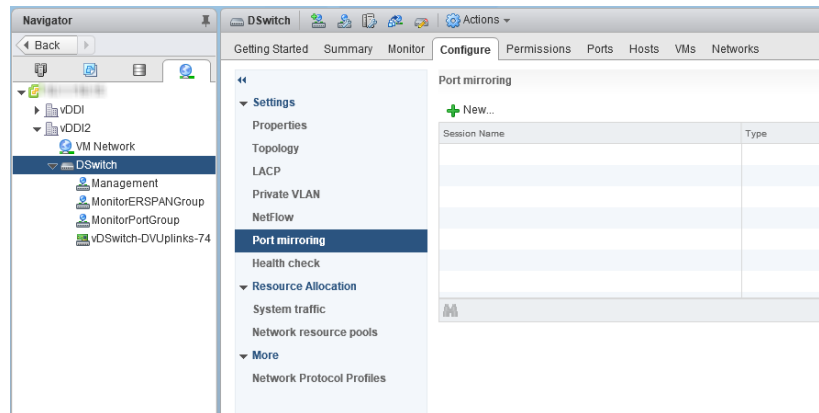 Navigator
Back
vDDI
vDDI2
VM Network
DSwitch
Management
MonitorERSPANGroup
MonitorPortGroup
vDSwitch-DVUplinks-74
DSwitch Actions
Getting Started Summary Monitor Configure Permissions Ports Hosts VMs Networks
Settings
Properties
Topology
LACP
Private VLAN
NetFlow
Port mirroring
Health check
Resource Allocation
System traffic
Network resource pools
More
Network Protocol Profiles
Port mirroring
New...
Session Name Type